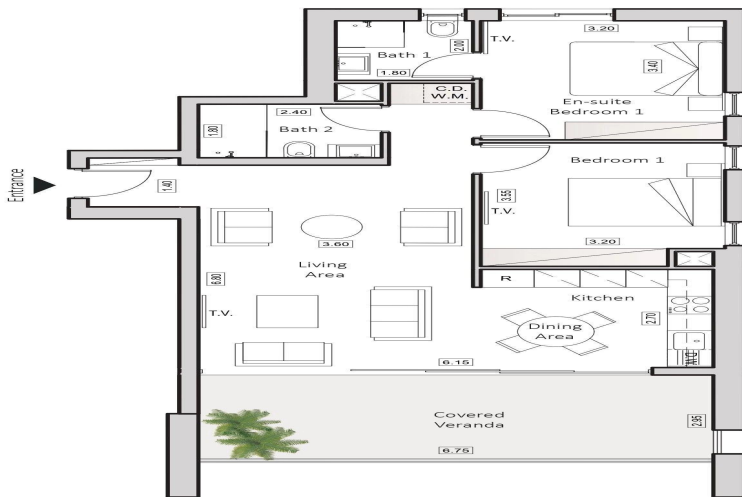 T.V.
3.20
2.00
Bath 1
1.80
3.40
C.D.
W.M.
En-suite
Bedroom 1
2.40
1.80
Bath 2
Bedroom 1
Entrance
1.40
3.55
T.V.
3.20
3.60
Living
Area
6.80
R
Kitchen
T.V.
2.70
Dining
Area
D.W.
6.15
Covered
Veranda
2.95
6.75